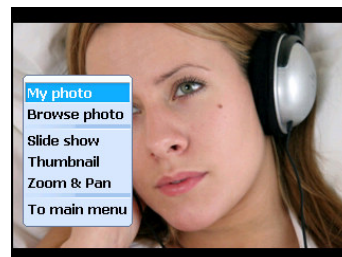 My photo
Browse photo
Slide show
Thumbnail
Zoom & Pan
To main menu